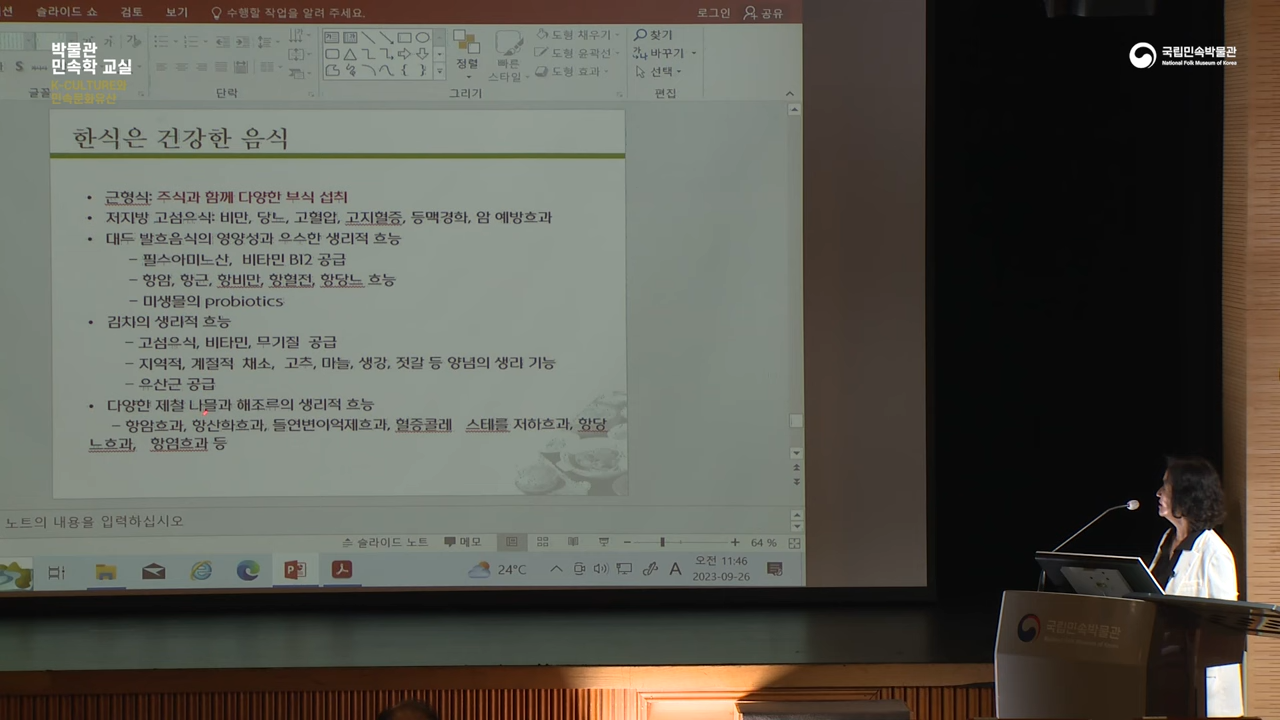 슬라이드 쇼 검토 보기 수행할 작업을 알려 주세요. 로그인 공유
박물관
민속학 교실
K-CULTURE와
민속문화유산
국립민속박물관
National Folk Museum of Korea
찾기
도형 채우기
도형 윤곽선
바꾸기
정렬
빠른
스타일
도형 효과
선택
단락
그리기
편집
한식은 건강한 음식
• 균형식: 주식과 함께 다양한 부식 섭취
• 저지방 고섬유식: 비만, 당뇨, 고혈압, 고지혈증, 동맥경화, 암 예방효과
• 대두 발효음식의 영양성과 우수한 생리적 효능
– 필수아미노산, 비타민 B12 공급
– 항암, 항균, 항비만, 항혈전, 항당뇨 효능
– 미생물의 probiotics
• 김치의 생리적 효능
– 고섬유식, 비타민, 무기질 공급
– 지역적, 계절적 채소, 고추, 마늘, 생강, 젓갈 등 양념의 생리 기능
– 유산균 공급
• 다양한 제철 나물과 해조류의 생리적 효능
– 항암효과, 항산화효과, 돌연변이억제효과, 혈중콜레 스테롤 저하효과, 항당
뇨효과, 항염효과 등
노트의 내용을 입력하십시오
슬라이드 노트 메모 64 %
24°C A 오전 11:46
2023-09-26
국립민속박물관